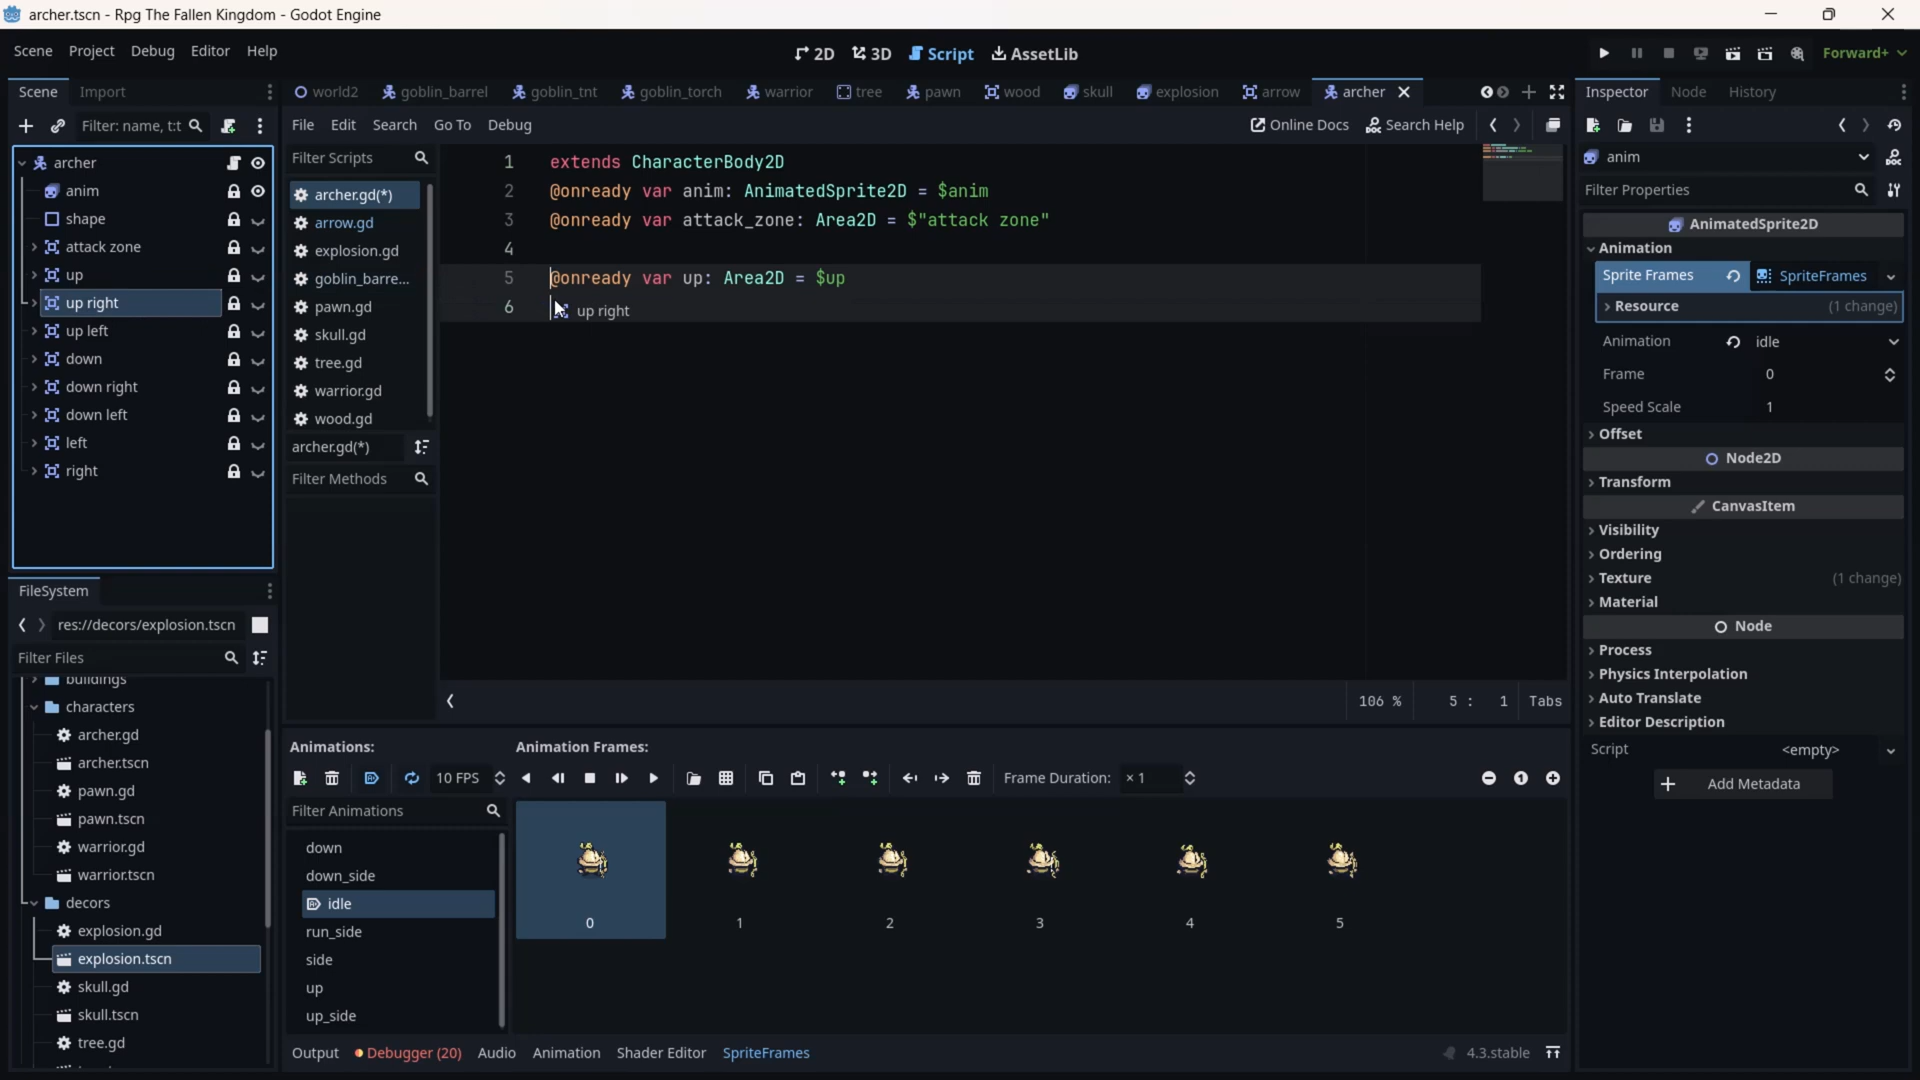 archer.tscn - Rpg The Fallen Kingdom - Godot Engine
Scene Project Debug Editor Help
2D 3D Script AssetLib
Forward+
Scene Import
Filter: name, t:t
archer
anim
shape
attack zone
up
up right
up left
down
down right
down left
left
right
FileSystem
res://decors/explosion.tscn
Filter Files
buildings
characters
archer.gd
archer.tscn
pawn.gd
pawn.tscn
warrior.gd
warrior.tscn
decors
explosion.gd
explosion.tscn
skull.gd
skull.tscn
tree.gd
world2 goblin_barrel goblin_tnt goblin_torch warrior tree pawn wood skull explosion arrow archer
File Edit Search Go To Debug
Online Docs Search Help
Filter Scripts
archer.gd(*)
arrow.gd
explosion.gd
goblin_barre...
pawn.gd
skull.gd
tree.gd
warrior.gd
wood.gd
archer.gd(*)
Filter Methods
1 extends CharacterBody2D
2 @onready var anim: AnimatedSprite2D = $anim
3 @onready var attack_zone: Area2D = $"attack zone"
4
5 @onready var up: Area2D = $up
6
up right
106 % 5 : 1 Tabs
Animations: Animation Frames:
10 FPS
Frame Duration: ×1
Filter Animations
down
down_side
idle
run_side
side
up
up_side
0 1 2 3 4 5
Output Debugger (20) Audio Animation Shader Editor SpriteFrames
4.3.stable
Inspector Node History
anim
Filter Properties
AnimatedSprite2D
Animation
Sprite Frames SpriteFrames
Resource (1 change)
Animation idle
Frame 0
Speed Scale 1
Offset
Node2D
Transform
CanvasItem
Visibility
Ordering
Texture (1 change)
Material
Node
Process
Physics Interpolation
Auto Translate
Editor Description
Script <empty>
Add Metadata